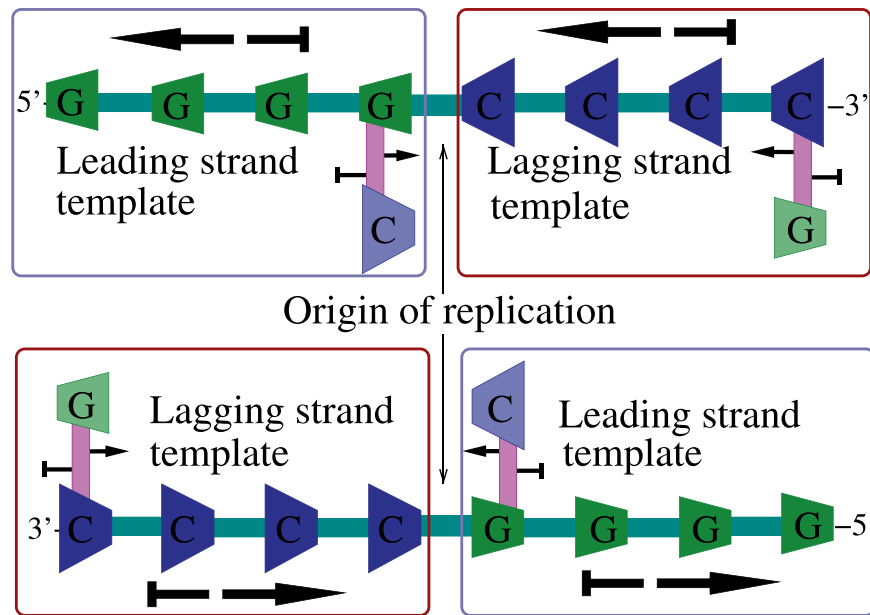 5’ G G G G C C C C –3’
Leading strand
template
Lagging strand
template
C
G
Origin of replication
G
C
Lagging strand
template
Leading strand
template
3’ C C C C G G G G –5